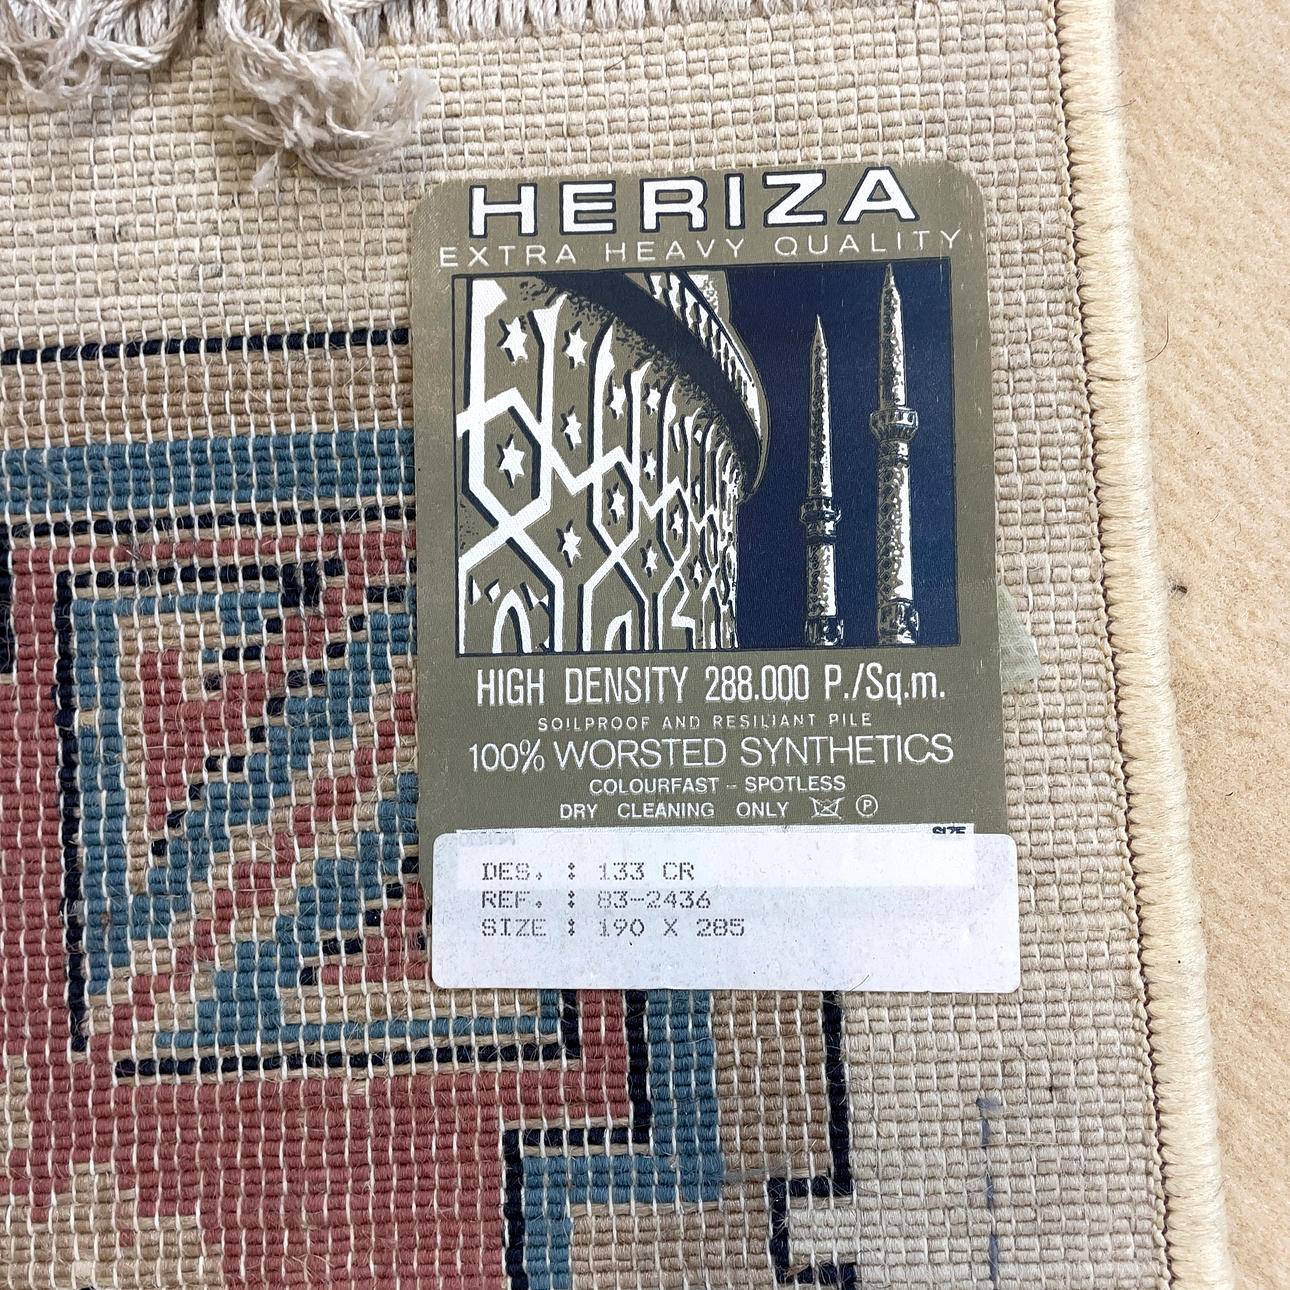 HERIZA
EXTRA HEAVY QUALITY
HIGH DENSITY 288.000 P./Sq.m.
SOILPROOF AND RESILIANT PILE
100% WORSTED SYNTHETICS
COLOURFAST - SPOTLESS
DRY CLEANING ONLY Ⓟ
SIZE
DES. : 133 CR
REF. : 83-2436
SIZE : 190 X 285